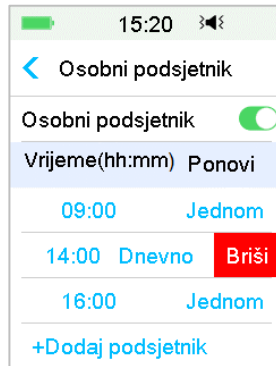 15:20
Osobni podsjetnik
Osobni podsjetnik
Vrijeme(hh:mm) Ponovi
09:00 Jednom
14:00 Dnevno Briši
16:00 Jednom
+Dodaj podsjetnik